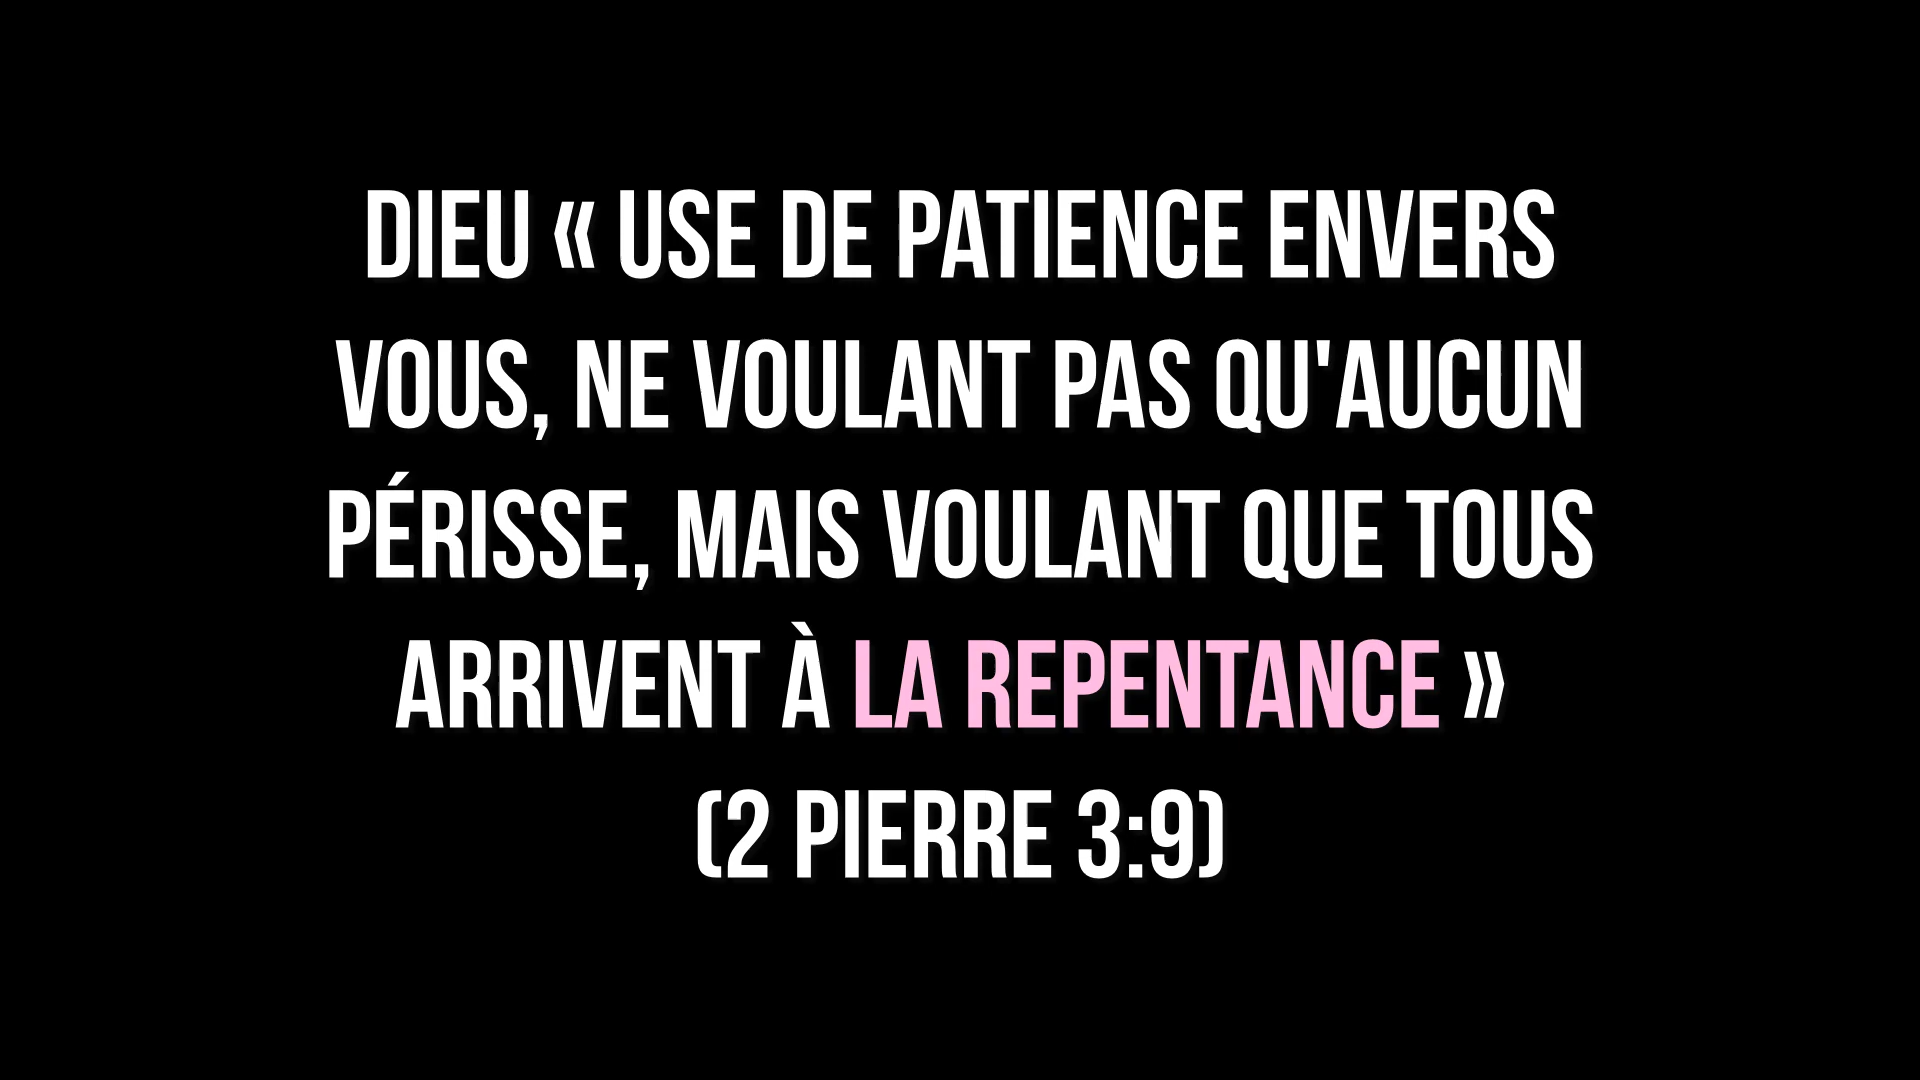 DIEU « USE DE PATIENCE ENVERS
VOUS, NE VOULANT PAS QU'AUCUN
PÉRISSE, MAIS VOULANT QUE TOUS
ARRIVENT À LA REPENTANCE »
(2 PIERRE 3:9)